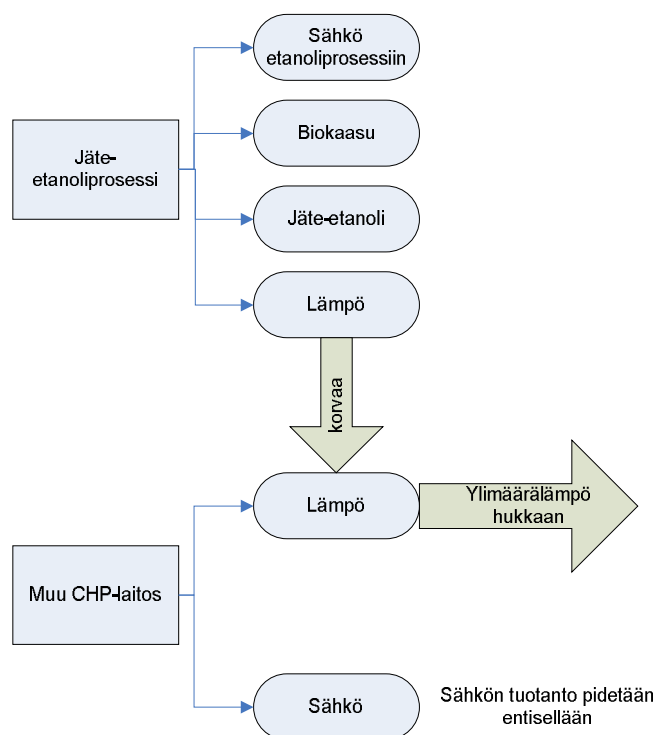 Sähkö
etanoliprosessiin
Biokaasu
Jäte-
etanoliprosessi
Jäte-etanoli
Lämpö
korvaa
Lämpö
Ylimäärälämpö
hukkaan
Muu CHP-laitos
Sähkö
Sähkön tuotanto pidetään
entisellään